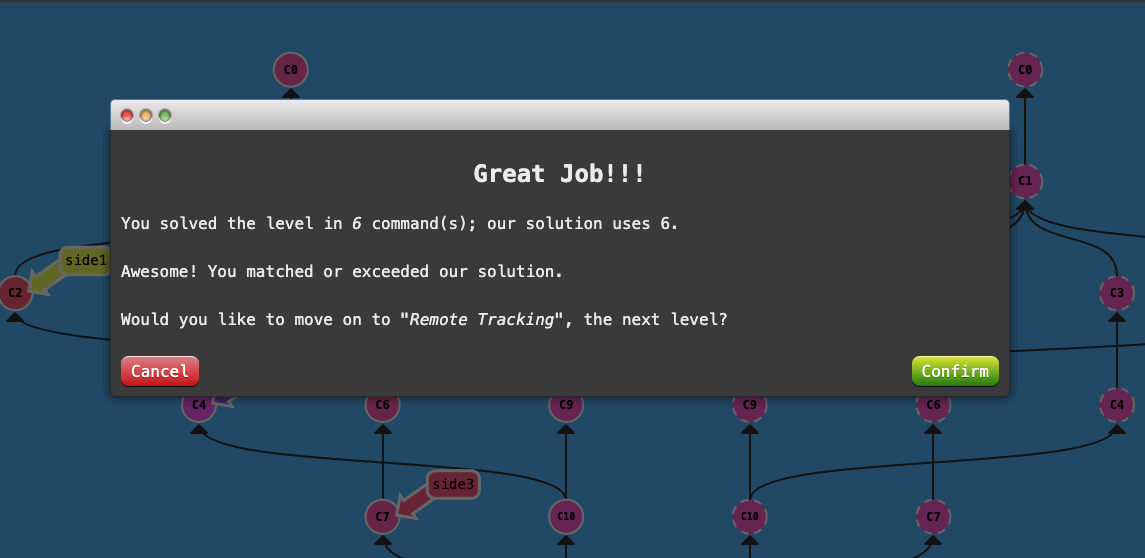 C0
C0
Great Job!!!
C1
You solved the level in 6 command(s); our solution uses 6.
side1
Awesome! You matched or exceeded our solution.
C2
C3
Would you like to move on to "Remote Tracking", the next level?
Cancel
Confirm
C4
C6
C9
C9
C6
C4
side3
C7
C10
C10
C7